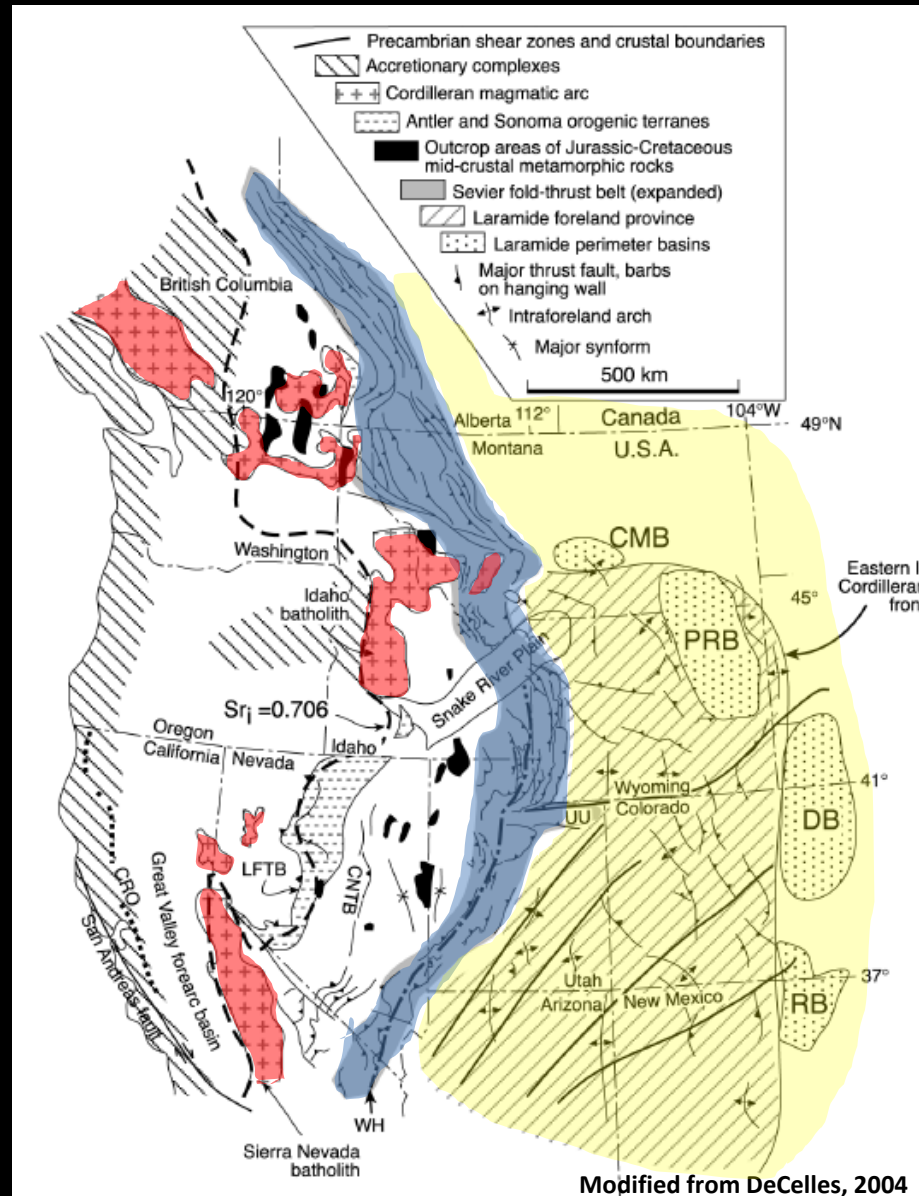 Precambrian shear zones and crustal boundaries
Accretionary complexes
Cordilleran magmatic arc
Antler and Sonoma orogenic terranes
Outcrop areas of Jurassic-Cretaceous
mid-crustal metamorphic rocks
Sevier fold-thrust belt (expanded)
Laramide foreland province
Laramide perimeter basins
Major thrust fault, barbs
on hanging wall
Intraforeland arch
Major synform
500 km
British Columbia
120°
Alberta
112°
Canada
104°W
49°N
Montana
U.S.A.
CMB
Washington
Idaho
batholith
45°
Eastern
Cordilleran
PRB
Snake River Plain
Sri =0.706
Oregon
California
Nevada
Idaho
Wyoming
Colorado
41°
UU
DB
LFTB
CNTB
CRO
Great Valley forearc basin
San Andreas fault
Utah
Arizona
New Mexico
37°
RB
WH
Sierra Nevada
batholith
Modified from DeCelles, 2004